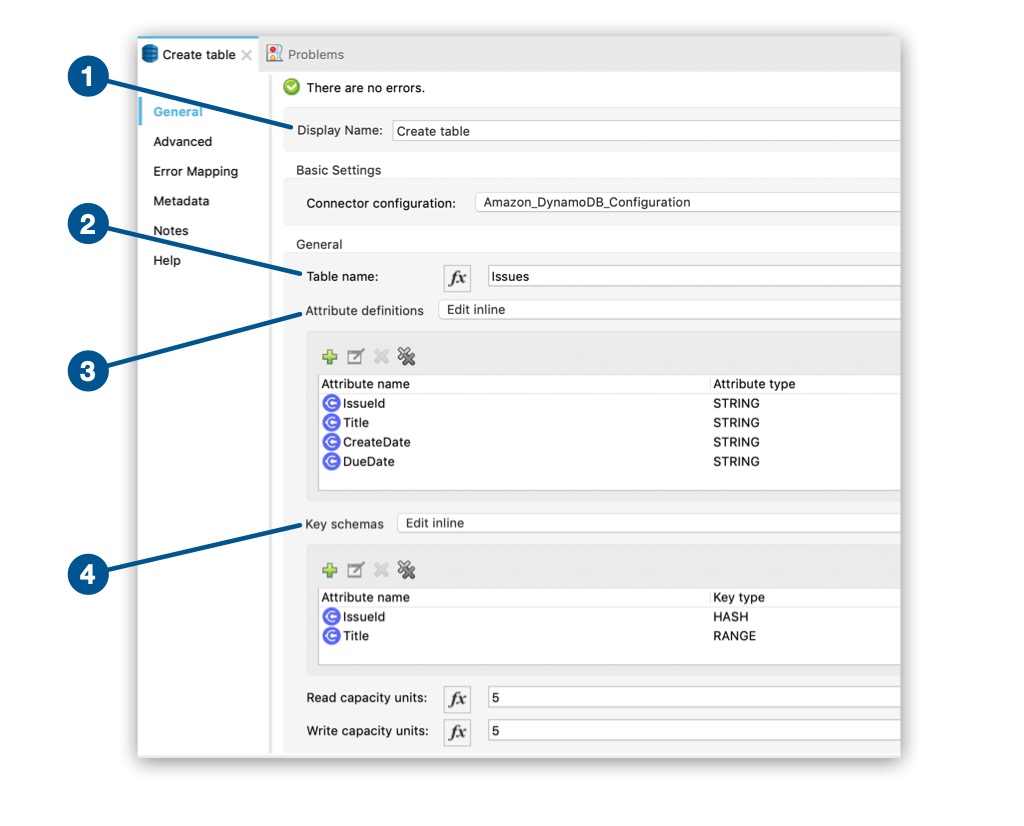 Create table
Problems
1
There are no errors.
General
Display Name: Create table
Advanced
Basic Settings
Error Mapping
Metadata
Connector configuration: Amazon_DynamoDB_Configuration
2
Notes
General
Help
Table name: fx Issues
Attribute definitions Edit inline
3
Attribute name Attribute type
IssueId STRING
Title STRING
CreateDate STRING
DueDate STRING
Key schemas Edit inline
4
Attribute name Key type
IssueId HASH
Title RANGE
Read capacity units: fx 5
Write capacity units: fx 5